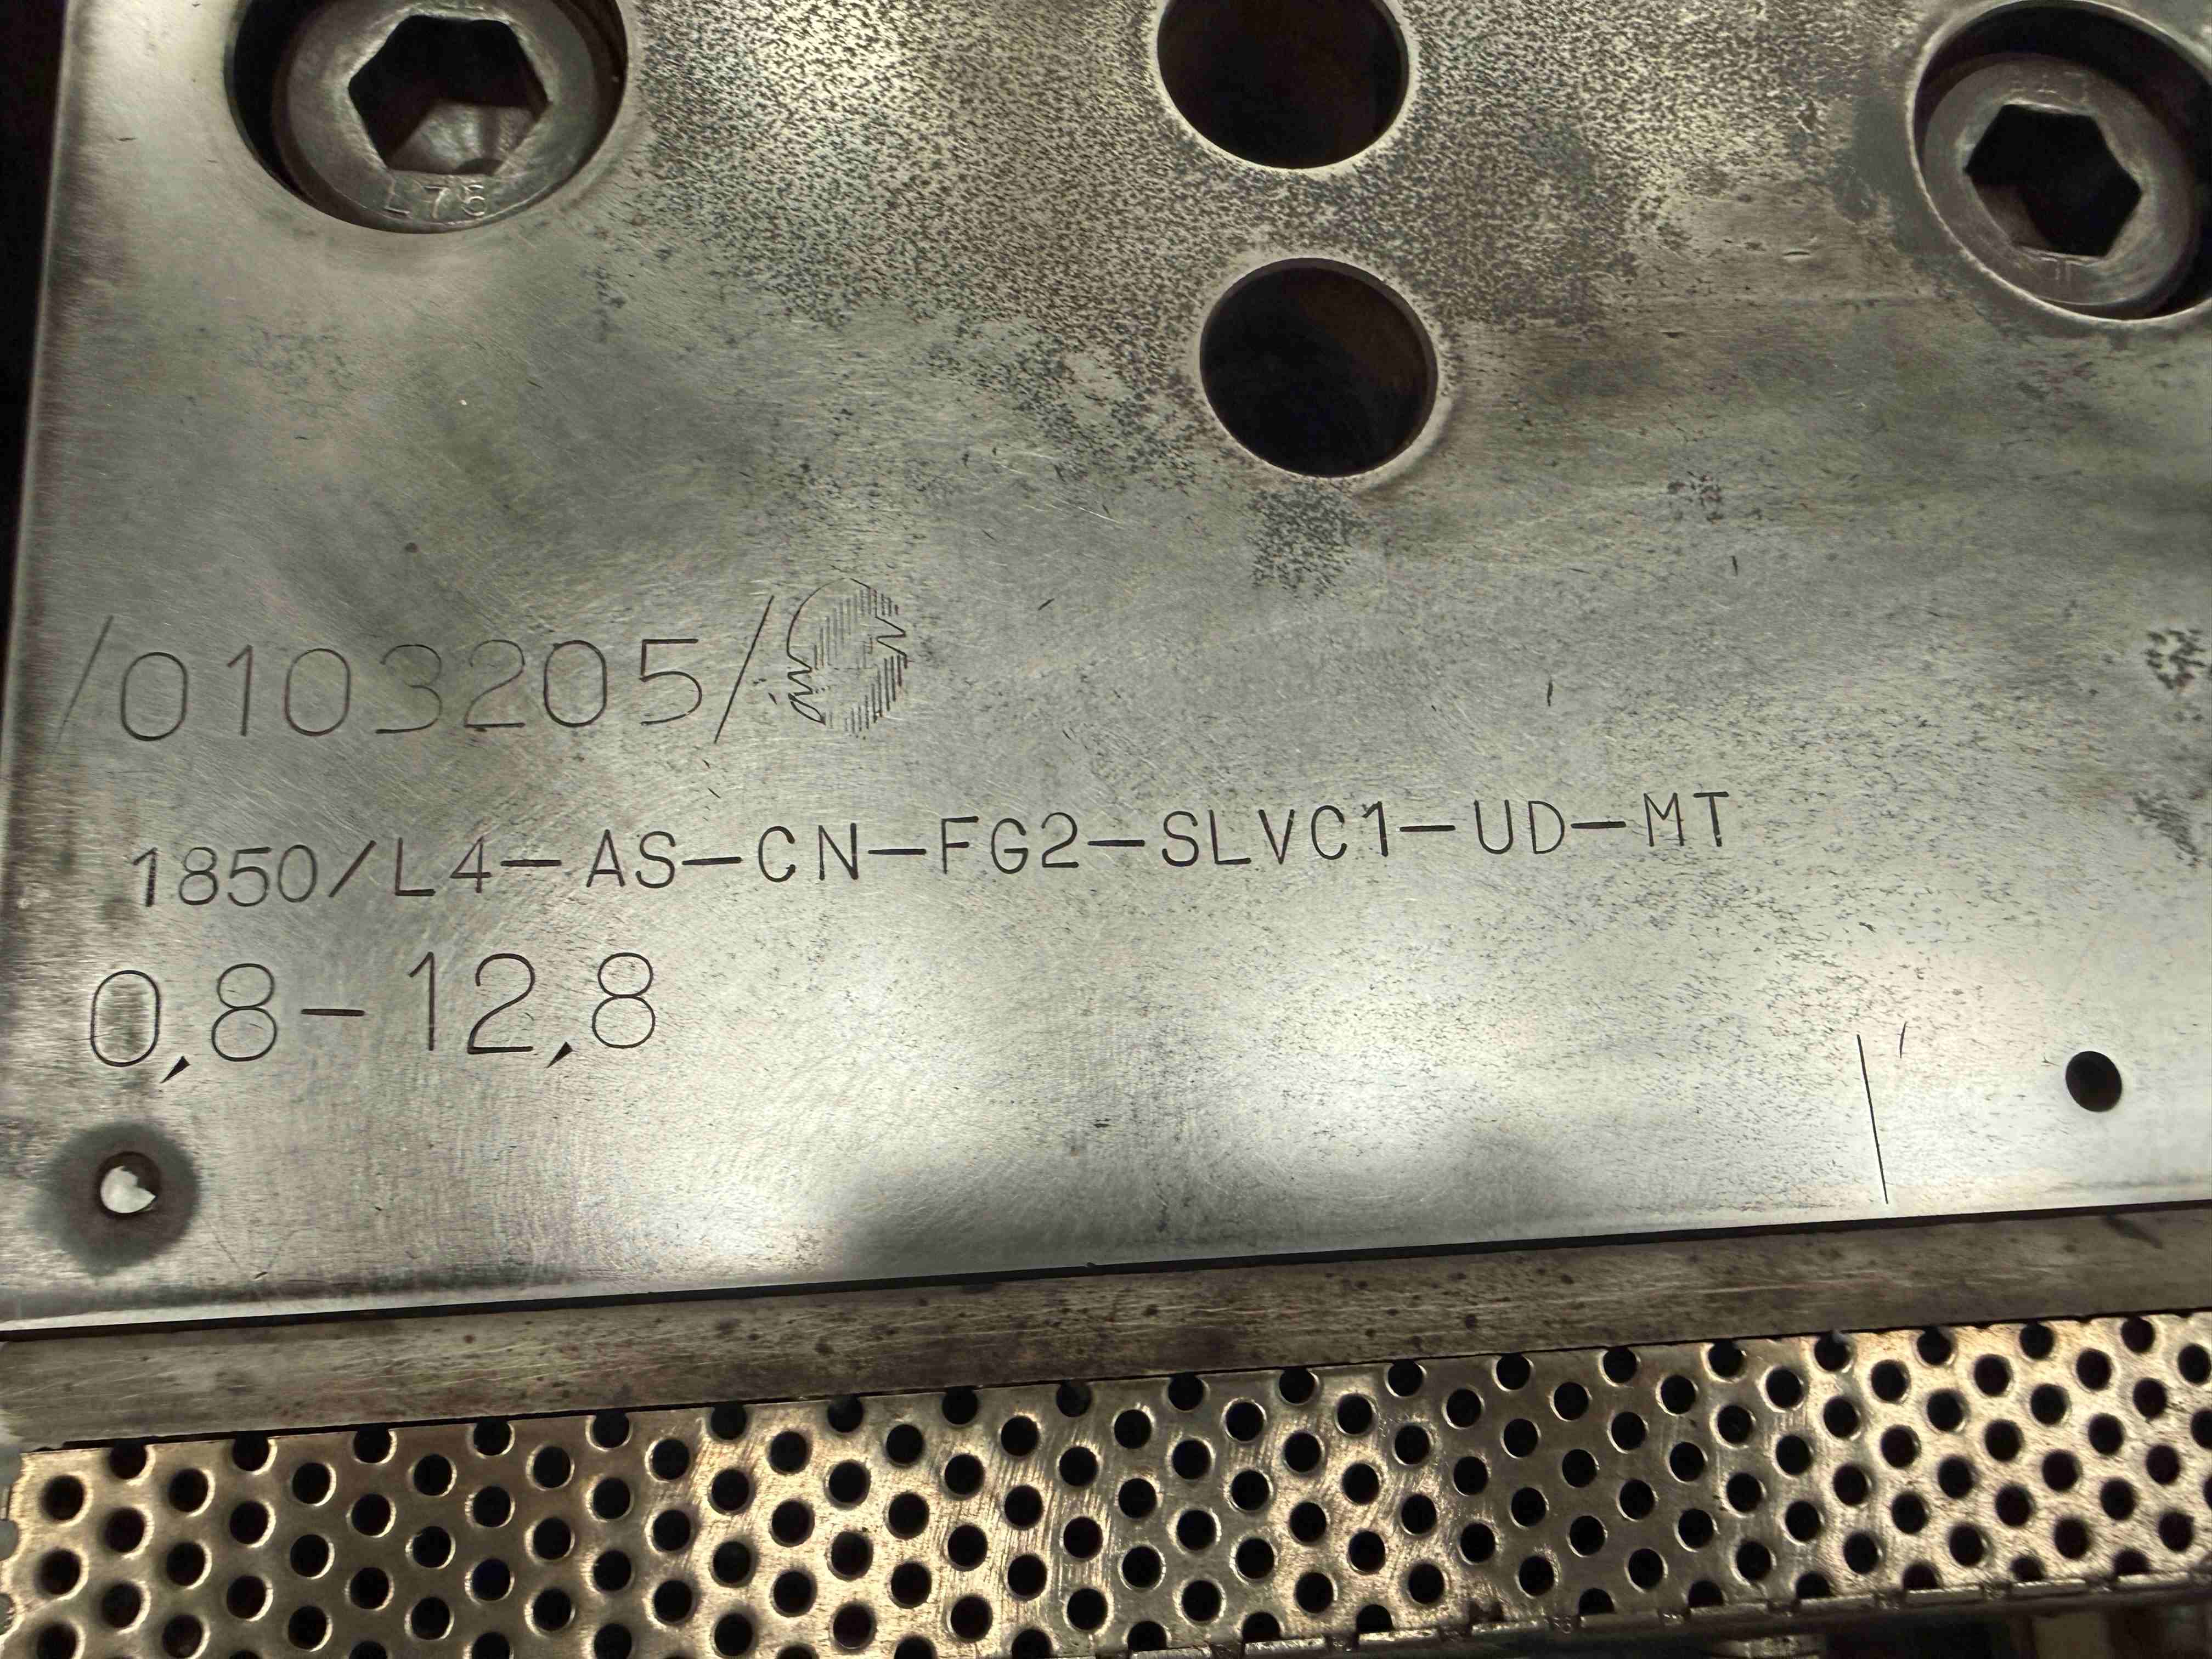 L75
/0103205/
1850/L4-AS-CN-FG2-SLVC1-UD-MT
0,8-12,8